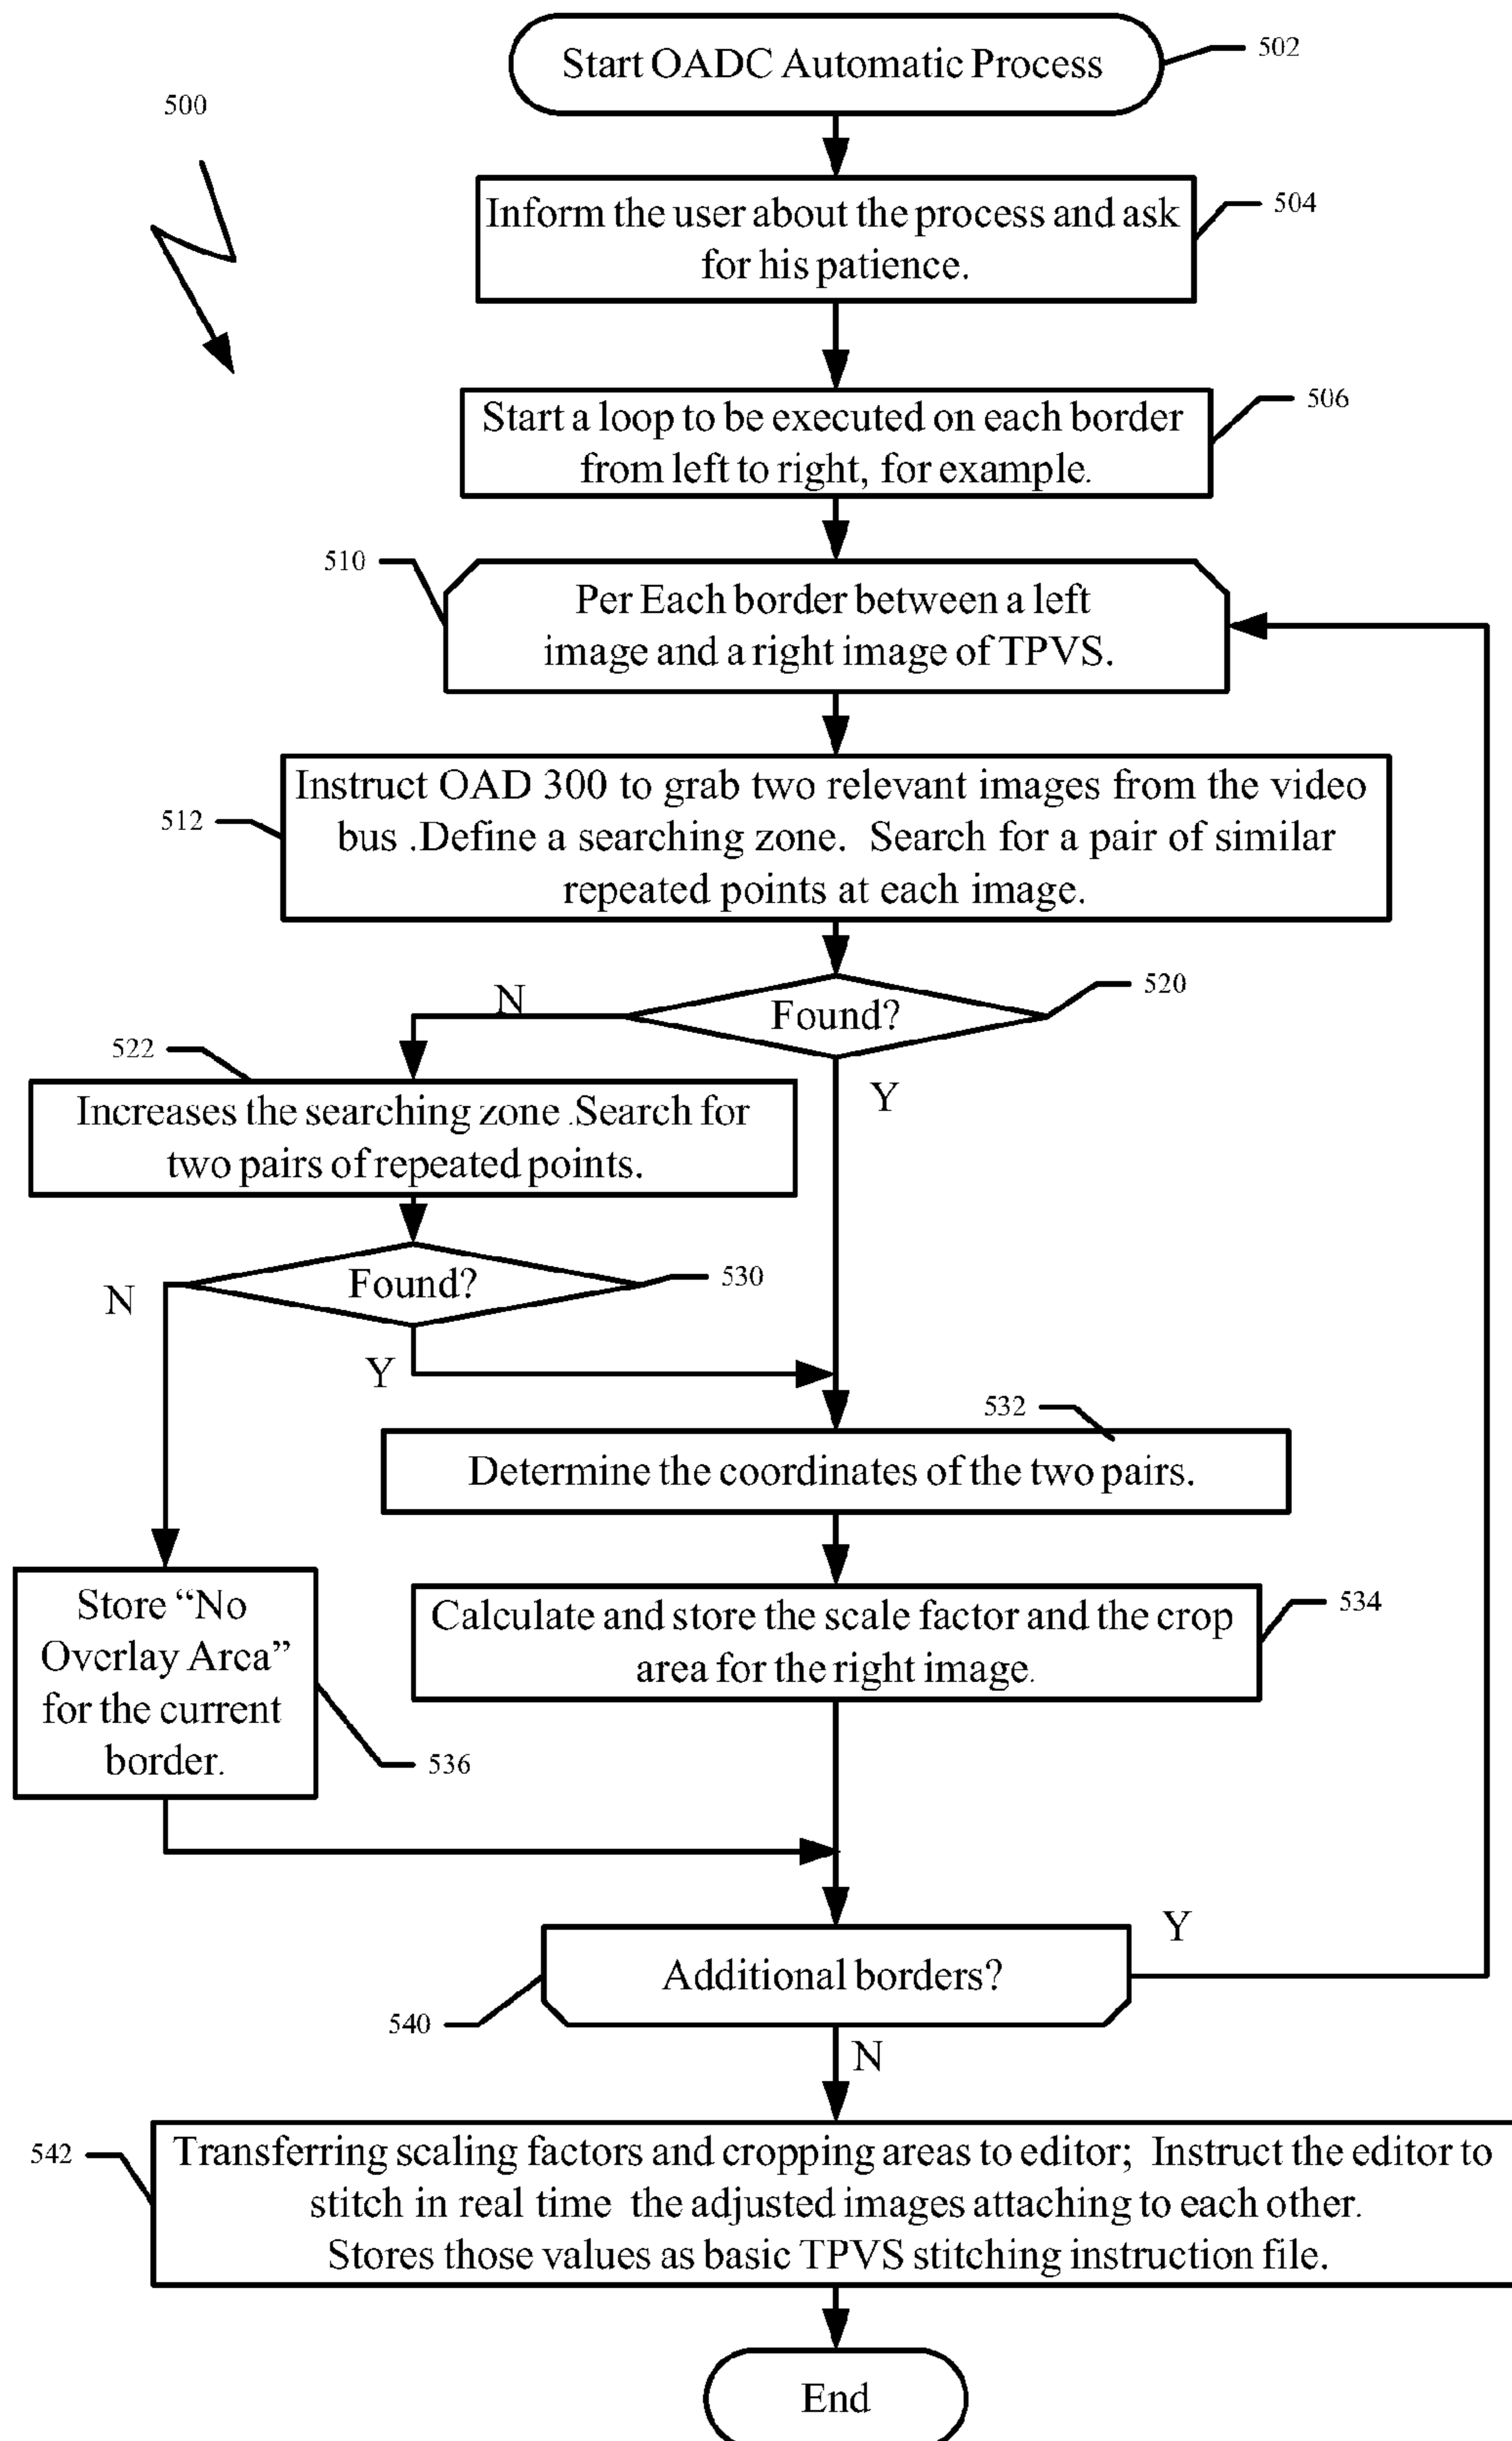 Start OADC Automatic Process
502
500
Inform the user about the process and ask
for his patience.
504
Start a loop to be executed on each border
from left to right, for example.
506
510
Per Each border between a left
image and a right image of TPVS.
512
Instruct OAD 300 to grab two relevant images from the video
bus .Define a searching zone. Search for a pair of similar
repeated points at each image.
N
Found?
520
Y
522
Increases the searching zone .Search for
two pairs of repeated points.
N
Found?
530
Y
532
Determine the coordinates of the two pairs.
Store “No
Overlay Area”
for the current
border.
536
Calculate and store the scale factor and the crop
area for the right image.
534
Additional borders?
Y
540
N
542
Transferring scaling factors and cropping areas to editor; Instruct the editor to
stitch in real time the adjusted images attaching to each other.
Stores those values as basic TPVS stitching instruction file.
End